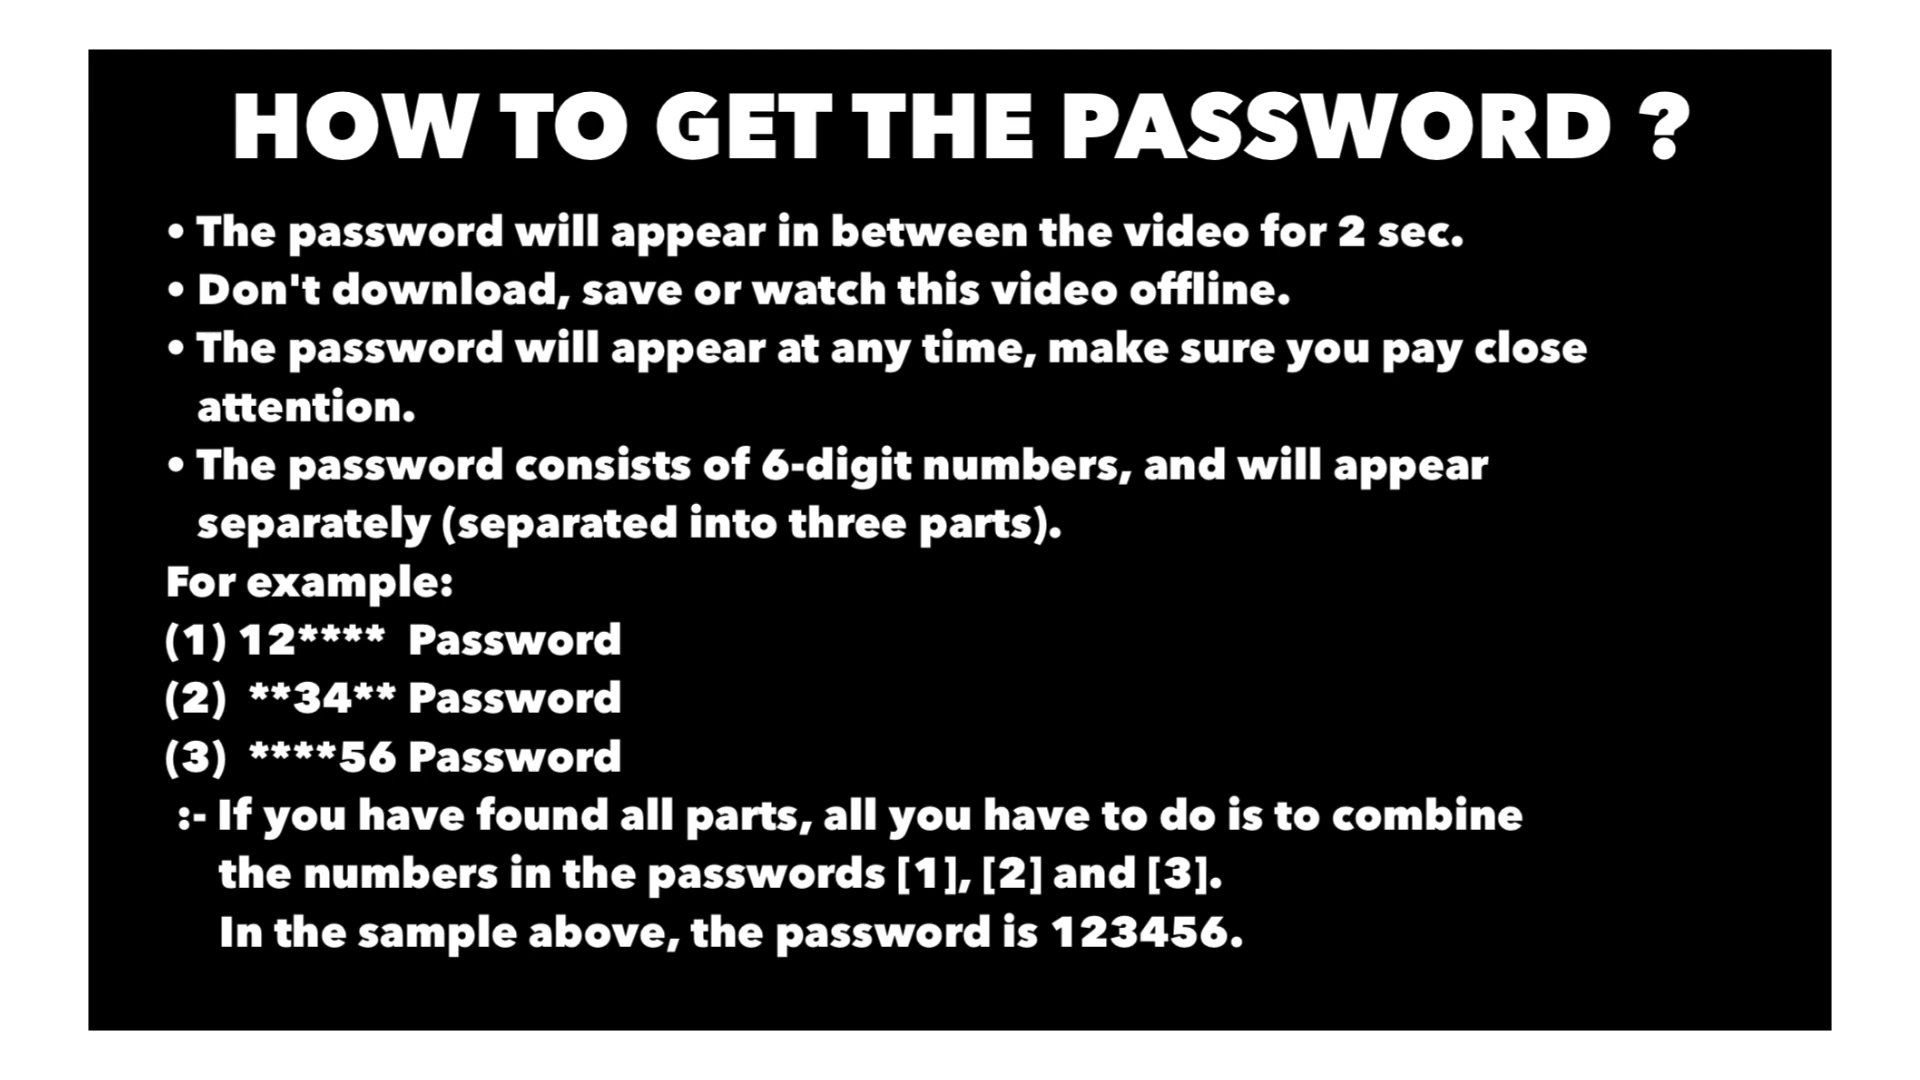 HOW TO GET THE PASSWORD ?
• The password will appear in between the video for 2 sec.
• Don't download, save or watch this video offline.
• The password will appear at any time, make sure you pay close
attention.
• The password consists of 6-digit numbers, and will appear
separately (separated into three parts).
For example:
(1) 12**** Password
(2) **34** Password
(3) ****56 Password
:- If you have found all parts, all you have to do is to combine
the numbers in the passwords [1], [2] and [3].
In the sample above, the password is 123456.